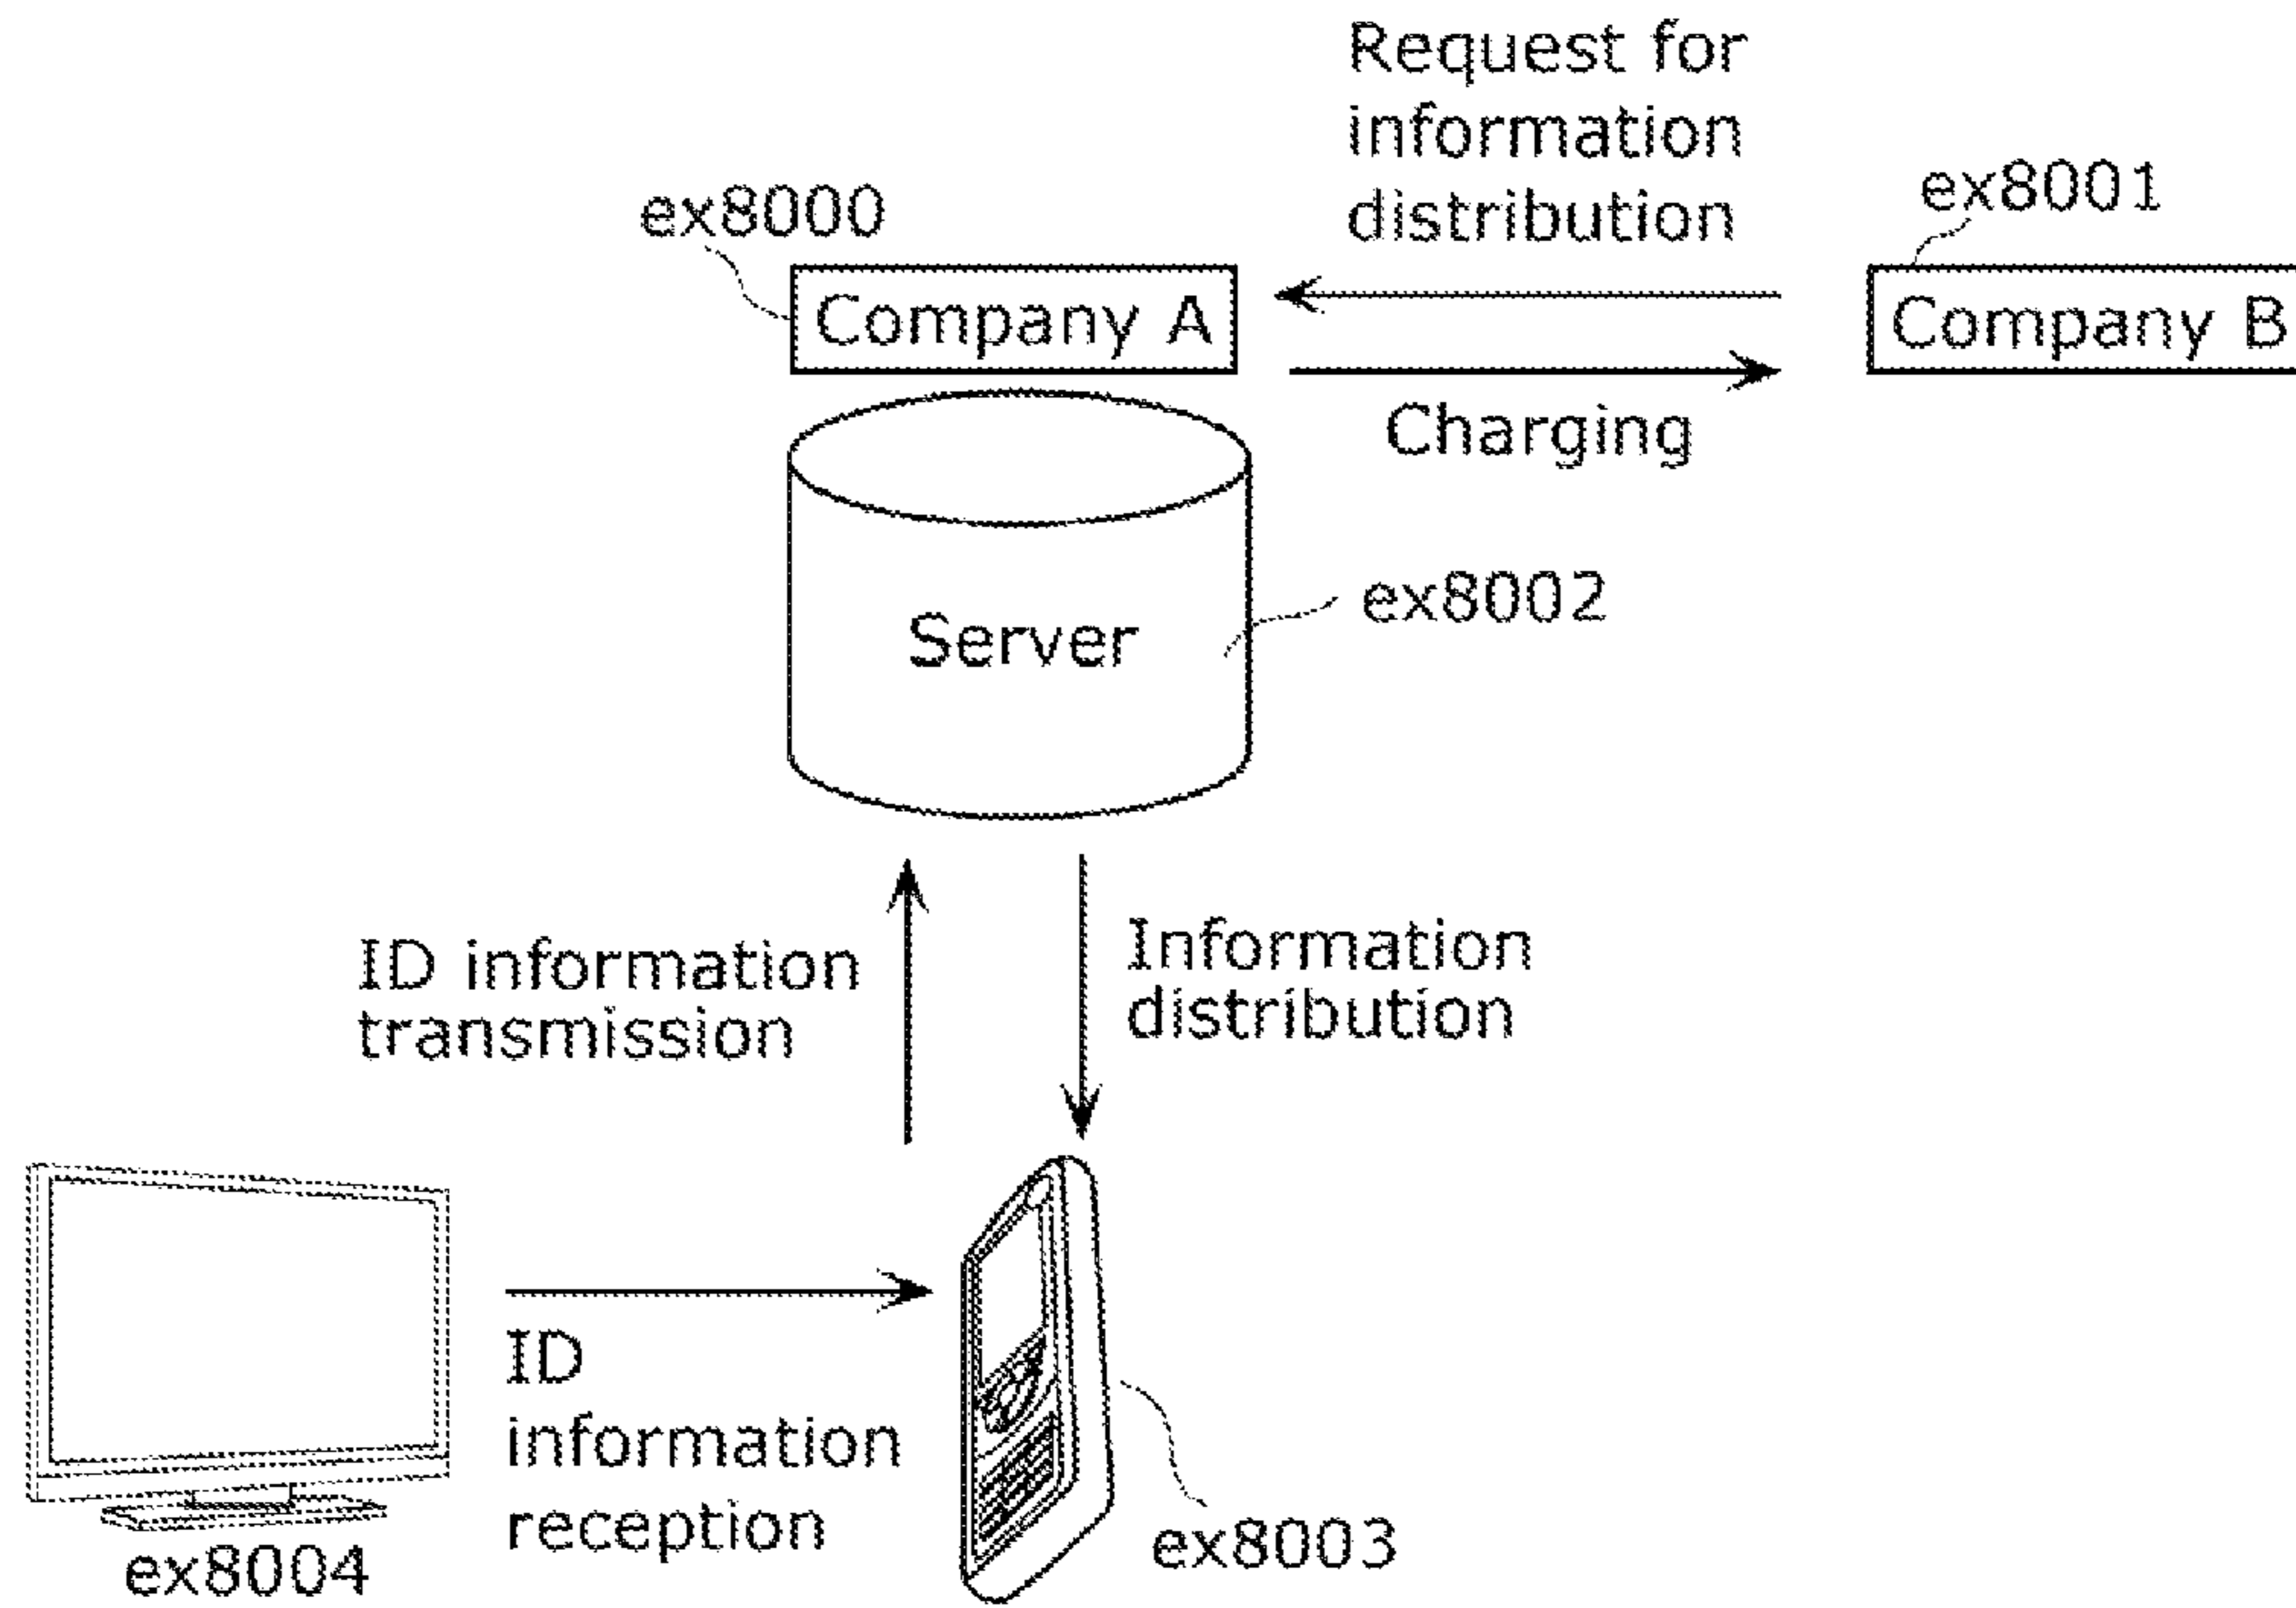 Request for
information
distribution
ex8000
ex8001
Company A
Company B
Charging
Server
ex8002
ID information
transmission
Information
distribution
ID
information
reception
ex8004
ex8003